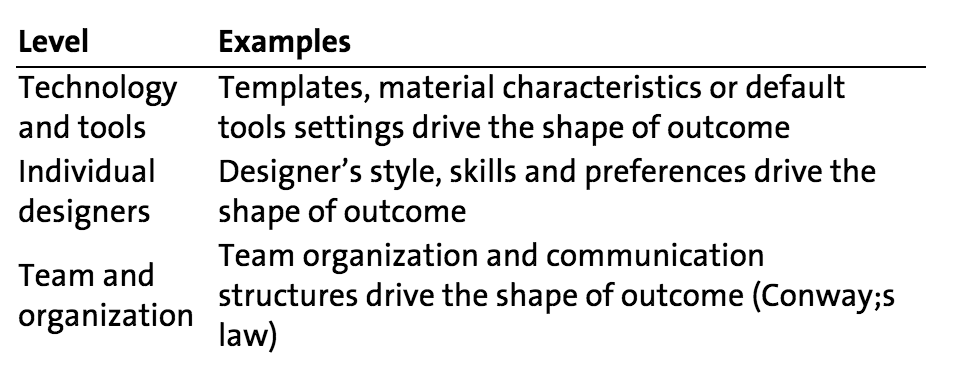 Level Examples
Technology Templates, material characteristics or default
and tools tools settings drive the shape of outcome
Individual Designer’s style, skills and preferences drive the
designers shape of outcome
Team and organization Team organization and communication
structures drive the shape of outcome (Conway;s
law)